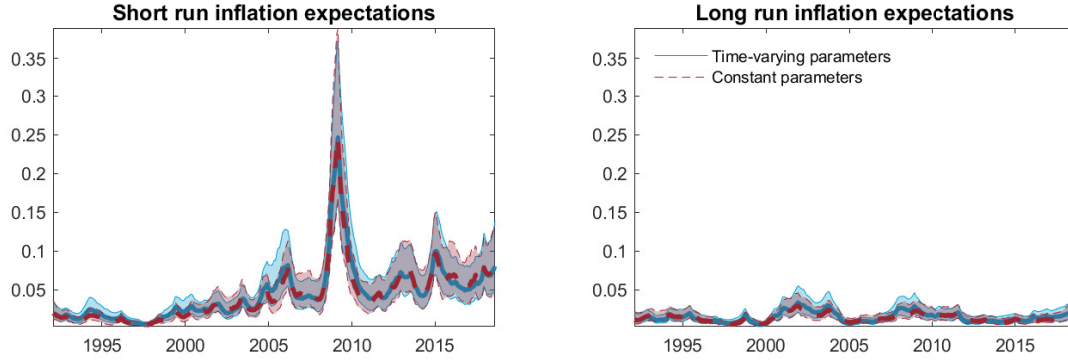 Short run inflation expectations
0.35
0.3
0.25
0.2
0.15
0.1
0.05
1995 2000 2005 2010 2015
Long run inflation expectations
Time-varying parameters
Constant parameters
0.35
0.3
0.25
0.2
0.15
0.1
0.05
1995 2000 2005 2010 2015